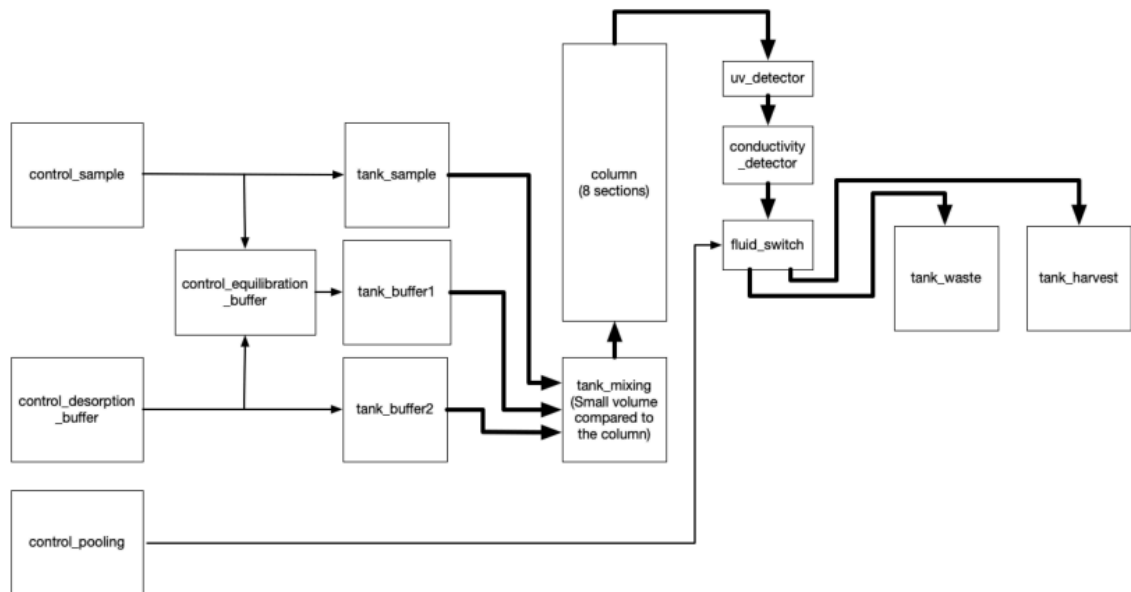 uv_detector
conductivity
_detector
control_sample
tank_sample
column
(8 sections)
fluid_switch
control_equilibration
_buffer
tank_buffer1
tank_waste
tank_harvest
control_desorption
_buffer
tank_buffer2
tank_mixing
(Small volume
compared to
the column)
control_pooling